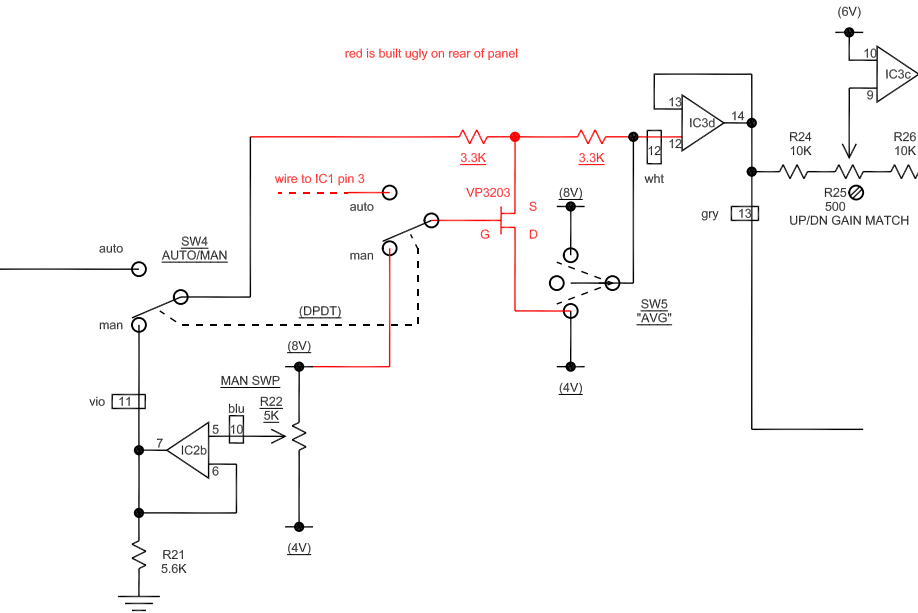 (6V)
red is built ugly on rear of panel
10
IC3c
9
13
IC3d
14
12
12
wht
R24
10K
R26
10K
3.3K
3.3K
wire to IC1 pin 3
auto
VP3203
S
G
D
(8V)
R25
500
UP/DN GAIN MATCH
gry
13
auto
SW4
AUTO/MAN
man
man
(DPDT)
SW5
"AVG"
(8V)
(4V)
MAN SWP
vio
11
blu
R22
5K
5
10
7
IC2b
6
(4V)
R21
5.6K